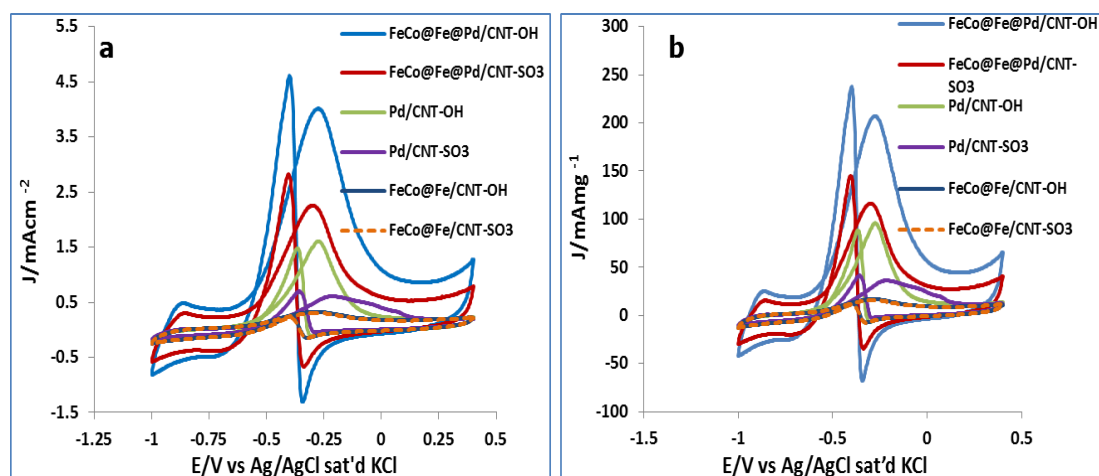 a
5.5
4.5
3.5
2.5
1.5
0.5
-0.5
-1.5
J/mAcm -2
FeCo@Fe@Pd/CNT-OH
FeCo@Fe@Pd/CNT-SO3
Pd/CNT-OH
Pd/CNT-SO3
FeCo@Fe/CNT-OH
FeCo@Fe/CNT-SO3
-1.25 -1 -0.75 -0.5 -0.25 0 0.25 0.5
E/V vs Ag/AgCl sat'd KCl
b
300
250
200
150
100
50
0
-50
-100
J/mAmg -1
FeCo@Fe@Pd/CNT-OH
FeCo@Fe@Pd/CNT-
SO3
Pd/CNT-OH
Pd/CNT-SO3
FeCo@Fe/CNT-OH
FeCo@Fe/CNT-SO3
-1.5 -1 -0.5 0 0.5
E/V vs Ag/AgCl sat’d KCl